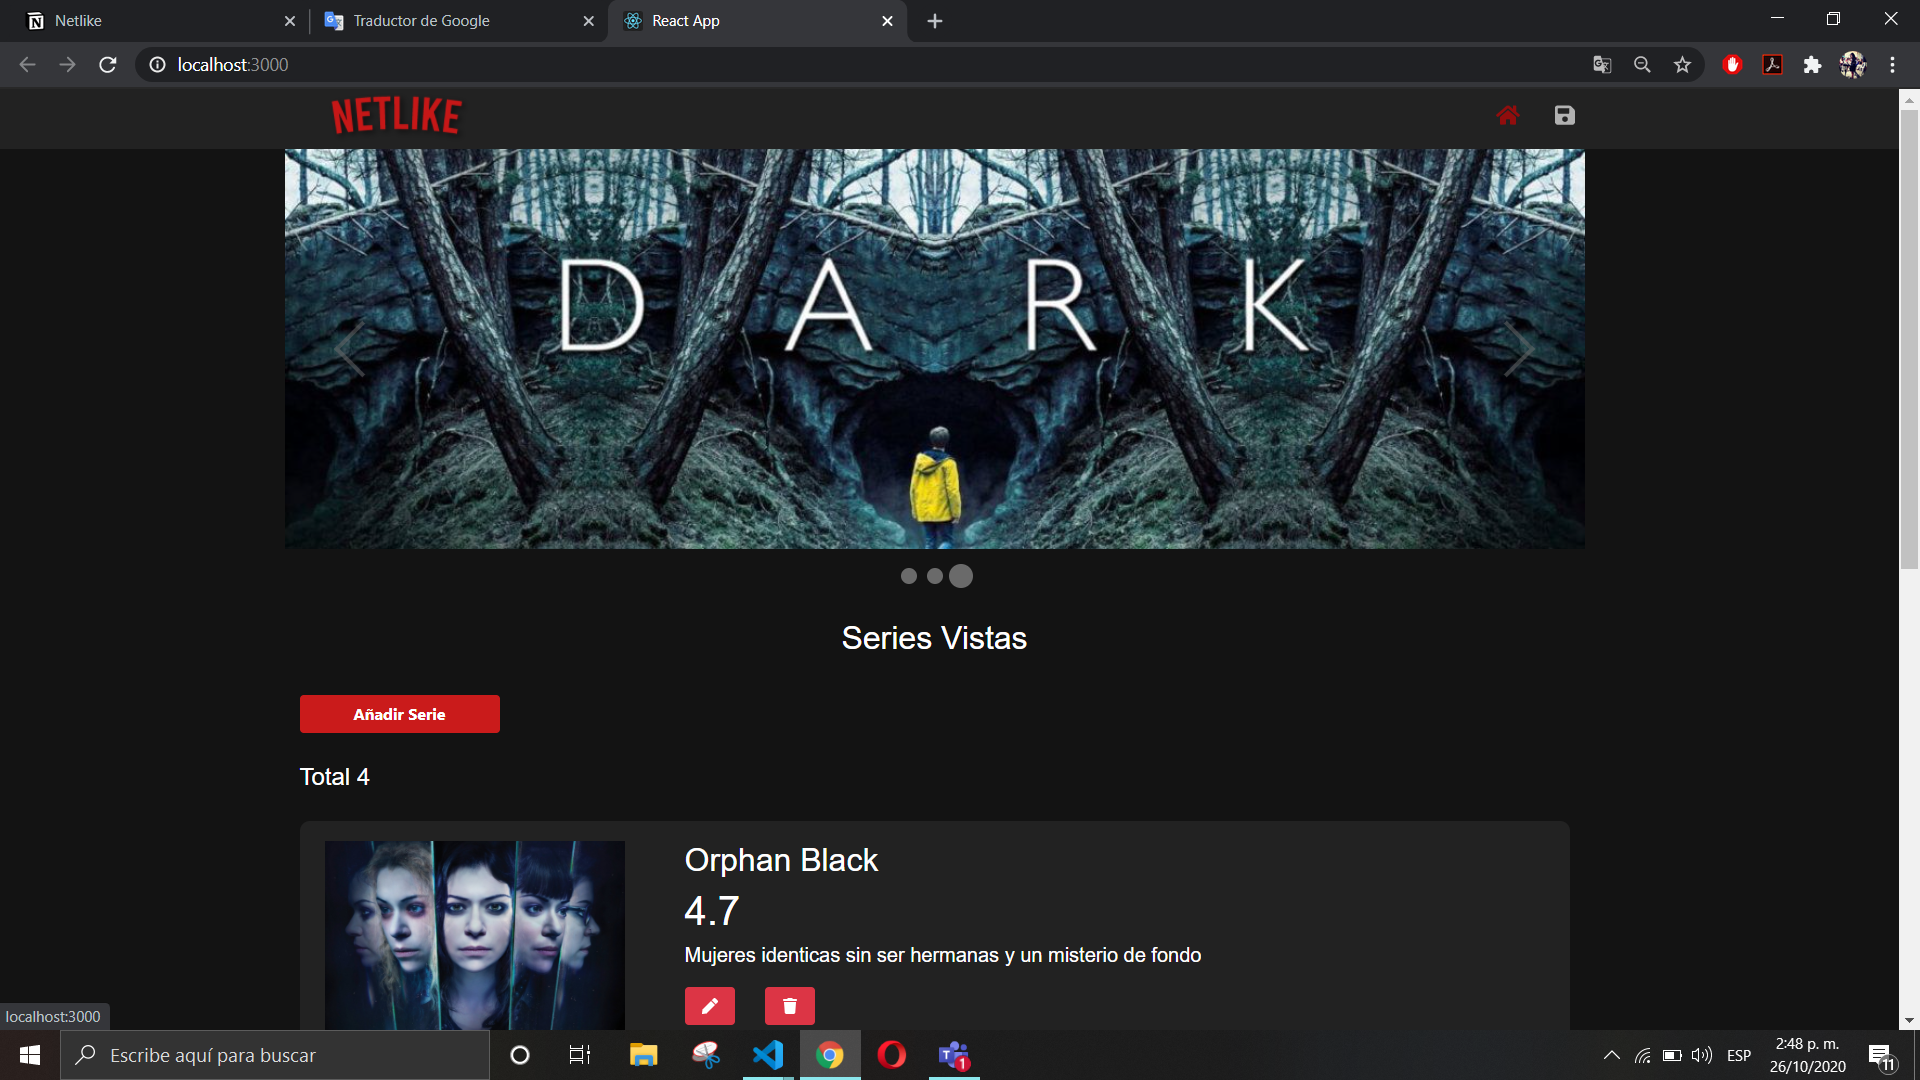 Netlike
Traductor de Google
React App
localhost:3000
NETLIKE
DARK
Series Vistas
Añadir Serie
Total 4
Orphan Black
4.7
Mujeres identicas sin ser hermanas y un misterio de fondo
localhost:3000
Escribe aquí para buscar
1
ESP
2:48 p. m.
26/10/2020
11